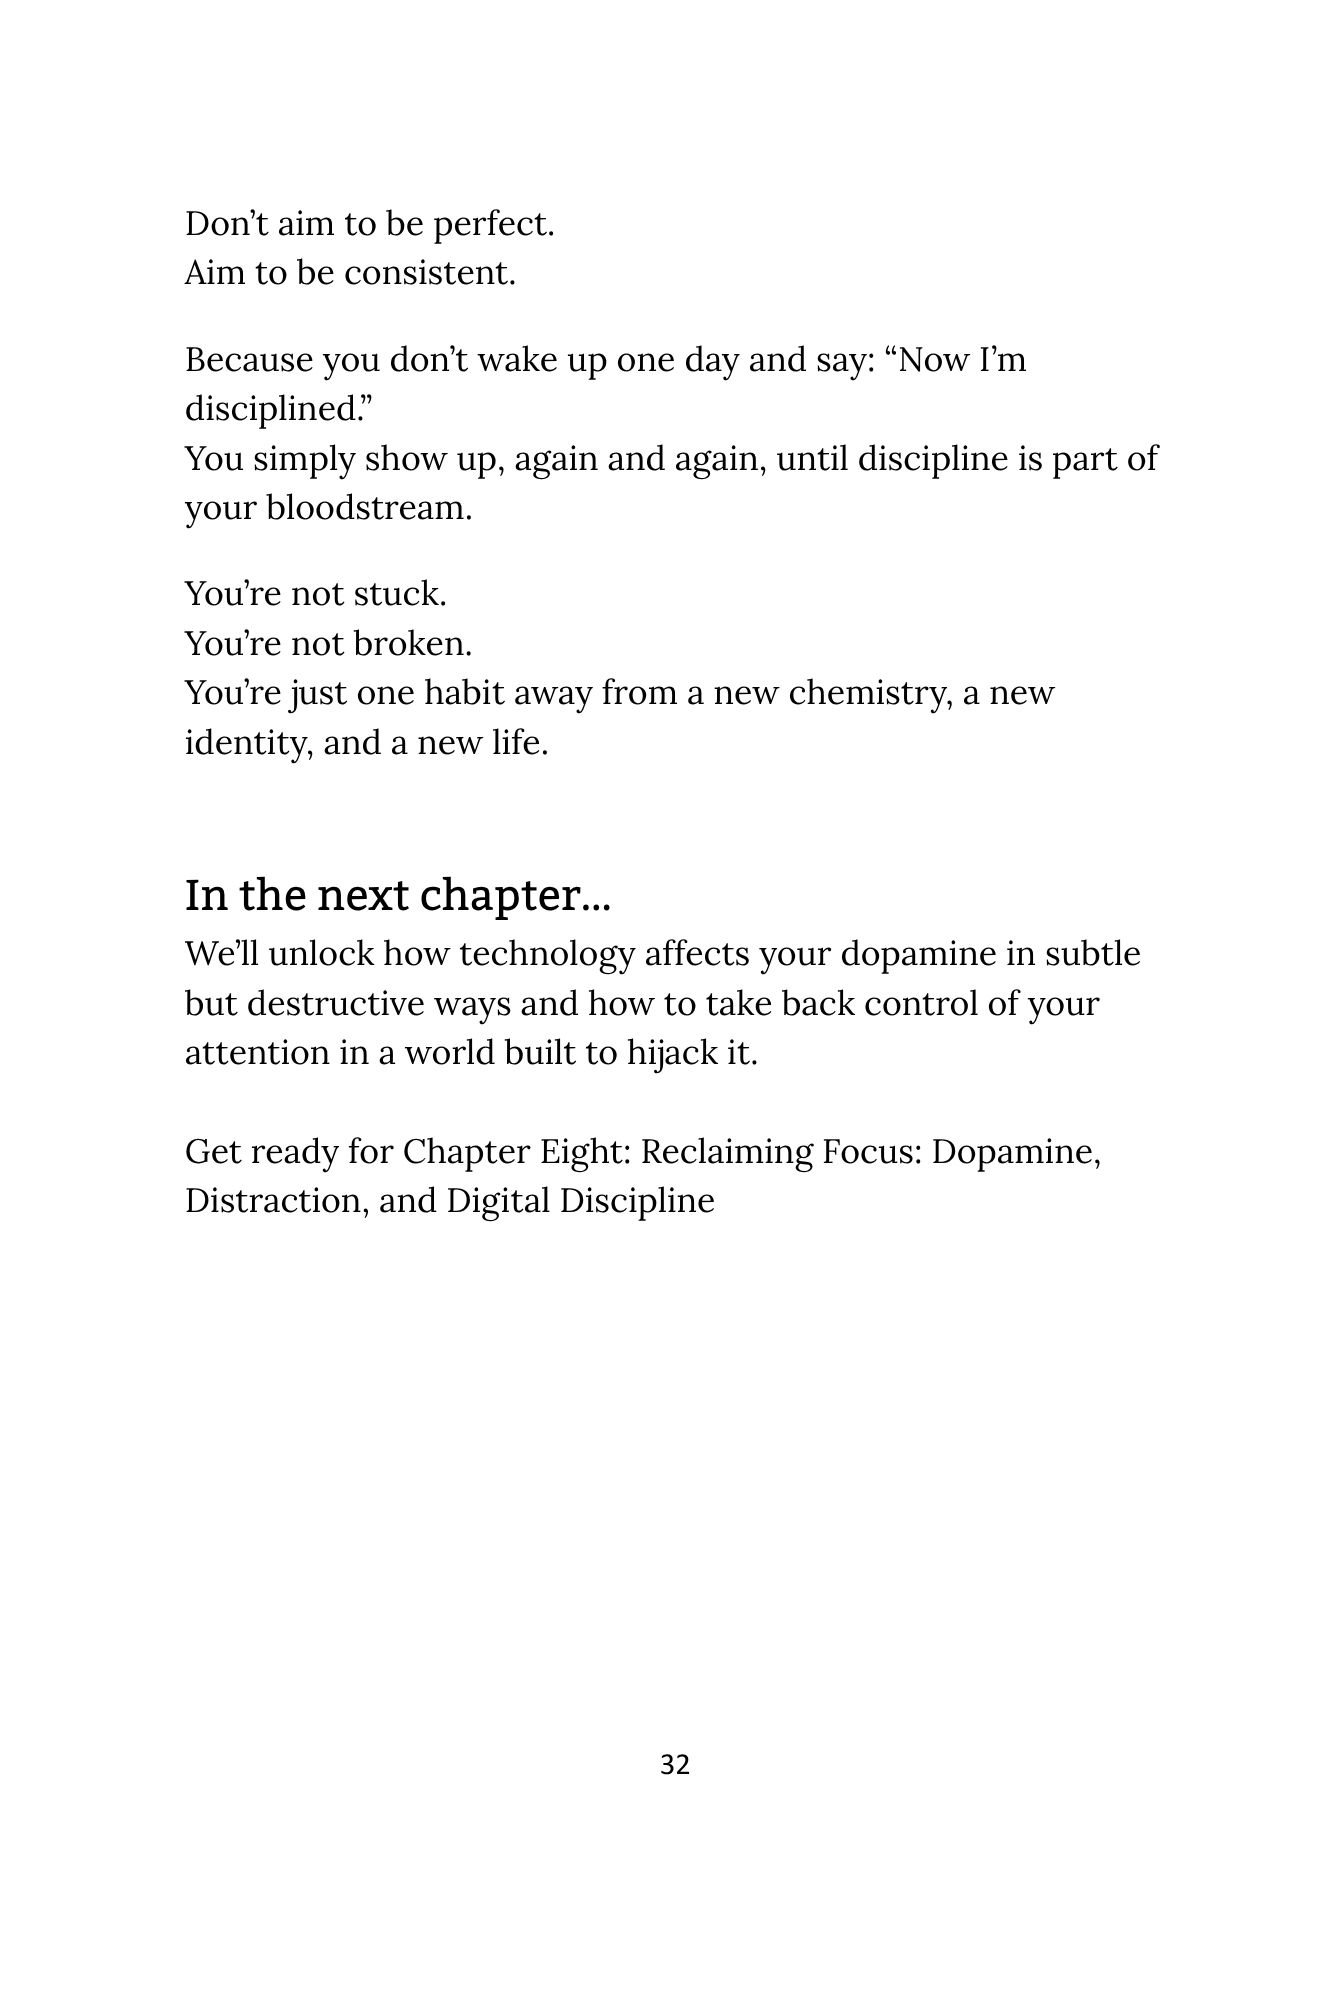 Don’t aim to be perfect.
Aim to be consistent.
Because you don’t wake up one day and say: “Now I’m
disciplined.”
You simply show up, again and again, until discipline is part of
your bloodstream.
You’re not stuck.
You’re not broken.
You’re just one habit away from a new chemistry, a new
identity, and a new life.
In the next chapter...
We’ll unlock how technology affects your dopamine in subtle
but destructive ways and how to take back control of your
attention in a world built to hijack it.
Get ready for Chapter Eight: Reclaiming Focus: Dopamine,
Distraction, and Digital Discipline
32